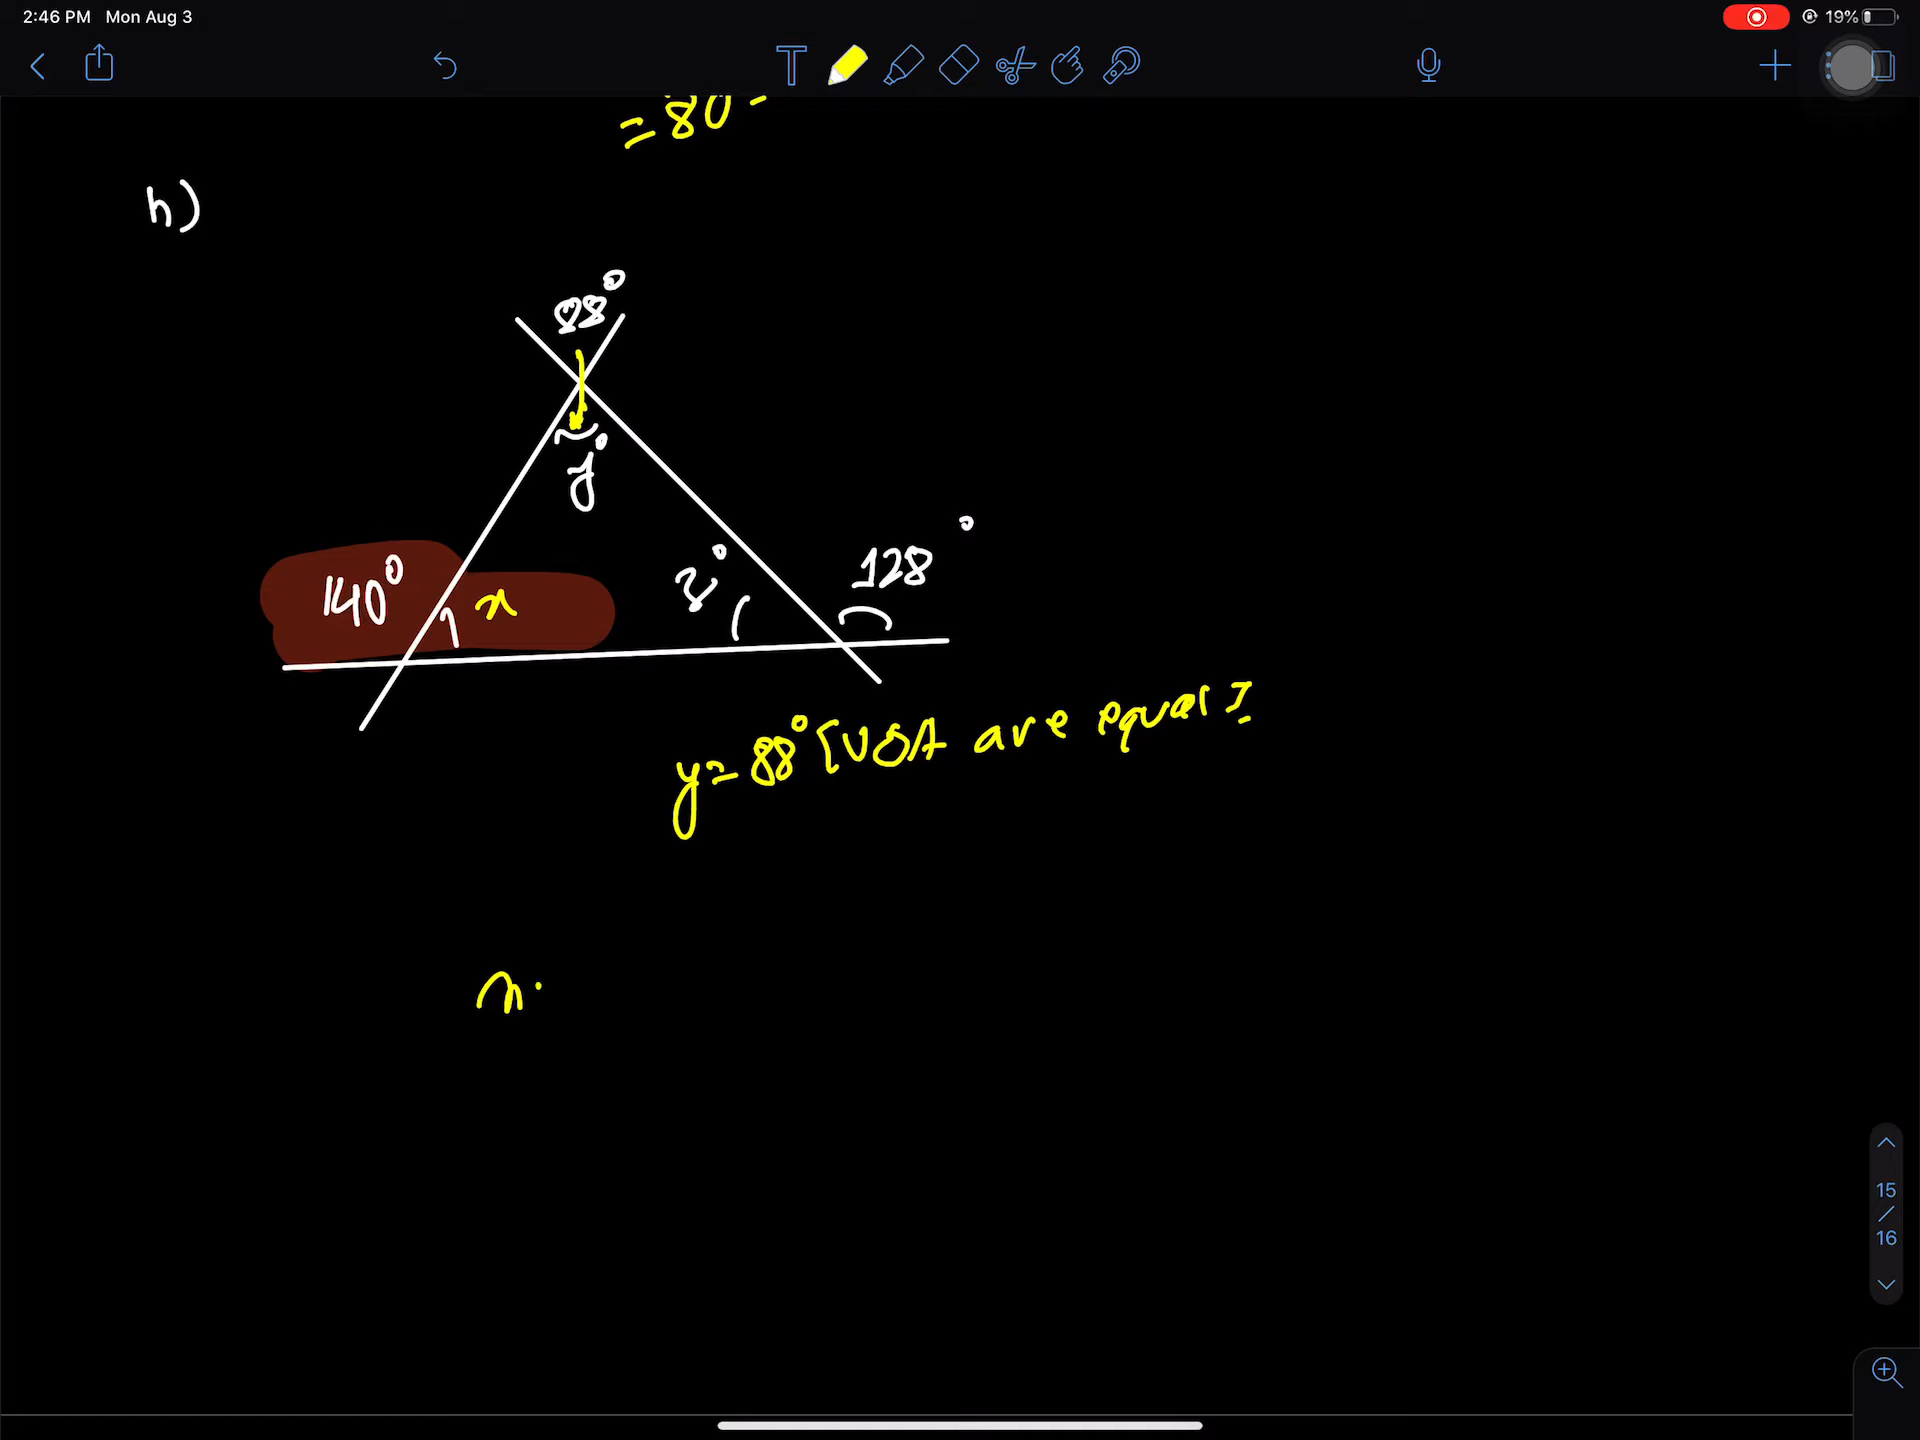 2:46 PM Mon Aug 3
19%
T
= 80°
h)
88°
y°
140°
x
z°
128°
y = 88° [VOA are equal]
x
15
/
16